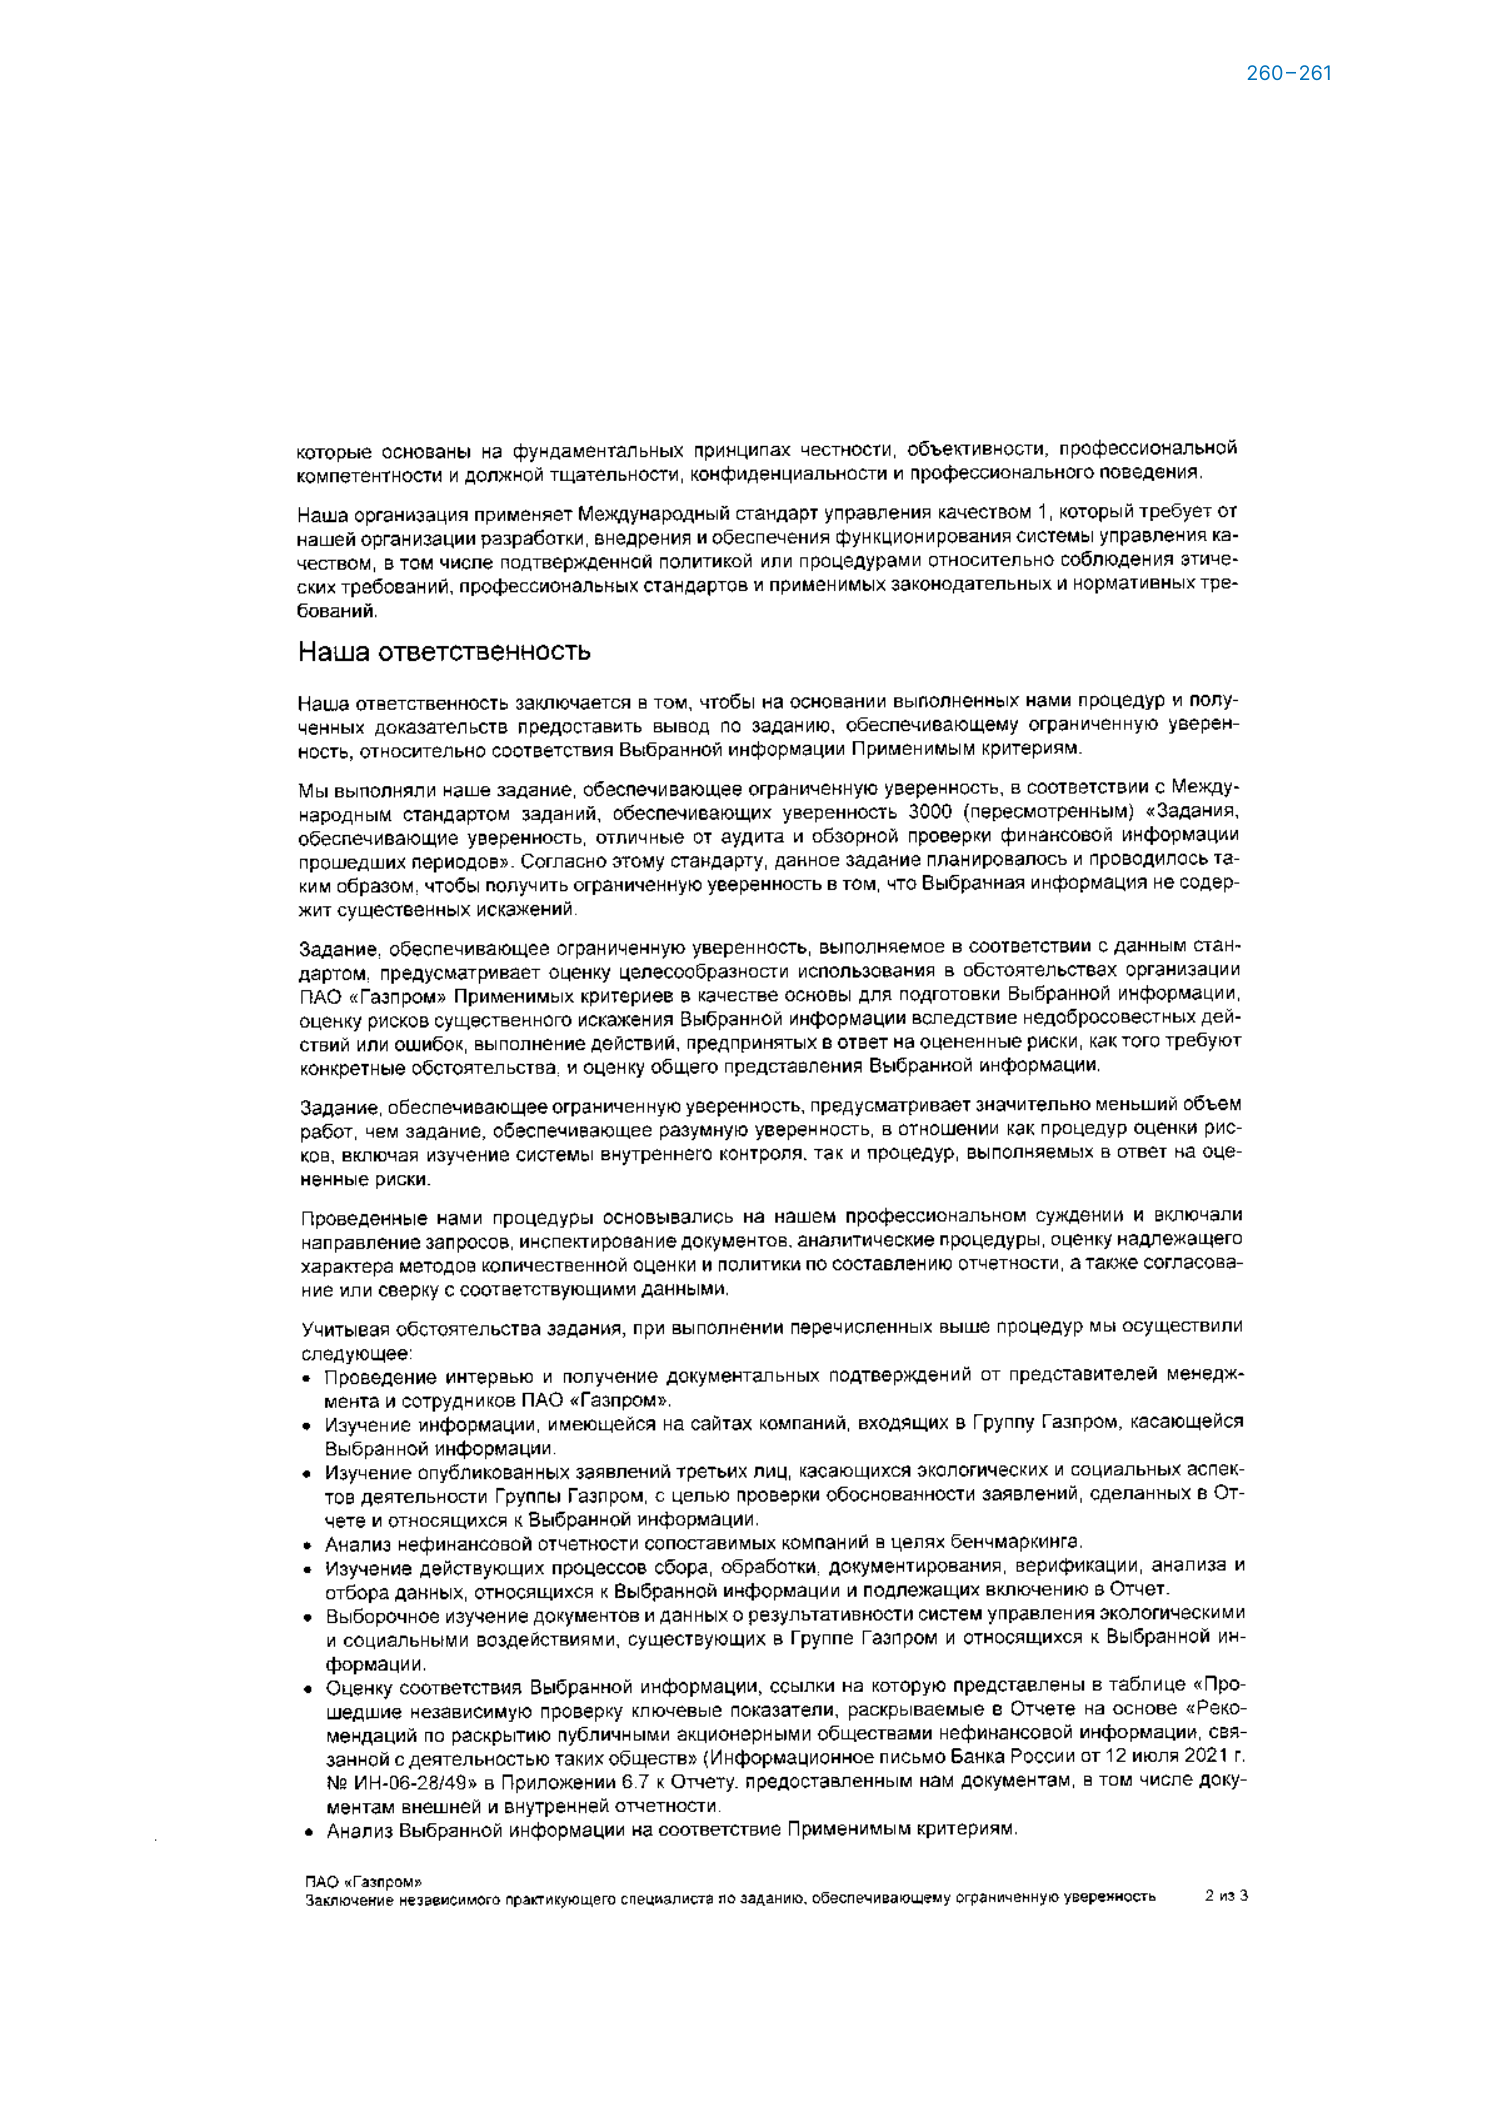 260–261
которые основаны на фундаментальных принципах честности, объективности, профессиональной
компетентности и должной тщательности, конфиденциальности и профессионального поведения.
Наша организация применяет Международный стандарт управления качеством 1, который требует от
нашей организации разработки, внедрения и обеспечения функционирования системы управления ка-
чеством, в том числе подтвержденной политикой или процедурами относительно соблюдения этиче-
ских требований, профессиональных стандартов и применимых законодательных и нормативных тре-
бований.
Наша ответственность
Наша ответственность заключается в том, чтобы на основании выполненных нами процедур и полу-
ченных доказательств предоставить вывод по заданию, обеспечивающему ограниченную уверен-
ность, относительно соответствия Выбранной информации Применимым критериям.
Мы выполняли наше задание, обеспечивающее ограниченную уверенность, в соответствии с Между-
народным стандартом заданий, обеспечивающих уверенность 3000 (пересмотренным) «Задания,
обеспечивающие уверенность, отличные от аудита и обзорной проверки финансовой информации
прошедших периодов». Согласно этому стандарту, данное задание планировалось и проводилось та-
ким образом, чтобы получить ограниченную уверенность в том, что Выбранная информация не содер-
жит существенных искажений.
Задание, обеспечивающее ограниченную уверенность, выполняемое в соответствии с данным стан-
дартом, предусматривает оценку целесообразности использования в обстоятельствах организации
ПАО «Газпром» Применимых критериев в качестве основы для подготовки Выбранной информации,
оценку рисков существенного искажения Выбранной информации вследствие недобросовестных дей-
ствий или ошибок, выполнение действий, предпринятых в ответ на оцененные риски, как того требуют
конкретные обстоятельства, и оценку общего представления Выбранной информации.
Задание, обеспечивающее ограниченную уверенность, предусматривает значительно меньший объем
работ, чем задание, обеспечивающее разумную уверенность, в отношении как процедур оценки рис-
ков, включая изучение системы внутреннего контроля, так и процедур, выполняемых в ответ на оце-
ненные риски.
Проведенные нами процедуры основывались на нашем профессиональном суждении и включали
направление запросов, инспектирование документов, аналитические процедуры, оценку надлежащего
характера методов количественной оценки и политики по составлению отчетности, а также согласова-
ние или сверку с соответствующими данными.
Учитывая обстоятельства задания, при выполнении перечисленных выше процедур мы осуществили
следующее:
• Проведение интервью и получение документальных подтверждений от представителей менедж-
мента и сотрудников ПАО «Газпром».
• Изучение информации, имеющейся на сайтах компаний, входящих в Группу Газпром, касающейся
Выбранной информации.
• Изучение опубликованных заявлений третьих лиц, касающихся экологических и социальных аспек-
тов деятельности Группы Газпром, с целью проверки обоснованности заявлений, сделанных в От-
чете и относящихся к Выбранной информации.
• Анализ нефинансовой отчетности сопоставимых компаний в целях бенчмаркинга.
• Изучение действующих процессов сбора, обработки, документирования, верификации, анализа и
отбора данных, относящихся к Выбранной информации и подлежащих включению в Отчет.
• Выборочное изучение документов и данных о результативности систем управления экологическими
и социальными воздействиями, существующих в Группе Газпром и относящихся к Выбранной ин-
формации.
• Оценку соответствия Выбранной информации, ссылки на которую представлены в таблице «Про-
шедшие независимую проверку ключевые показатели, раскрываемые в Отчете на основе «Реко-
мендаций по раскрытию публичными акционерными обществами нефинансовой информации, свя-
занной с деятельностью таких обществ» (Информационное письмо Банка России от 12 июля 2021 г.
№ ИН-06-28/49» в Приложении 6.7 к Отчету, предоставленным нам документам, в том числе доку-
ментам внешней и внутренней отчетности.
• Анализ Выбранной информации на соответствие Применимым критериям.
ПАО «Газпром»
Заключение независимого практикующего специалиста по заданию, обеспечивающему ограниченную уверенность 2 из 3